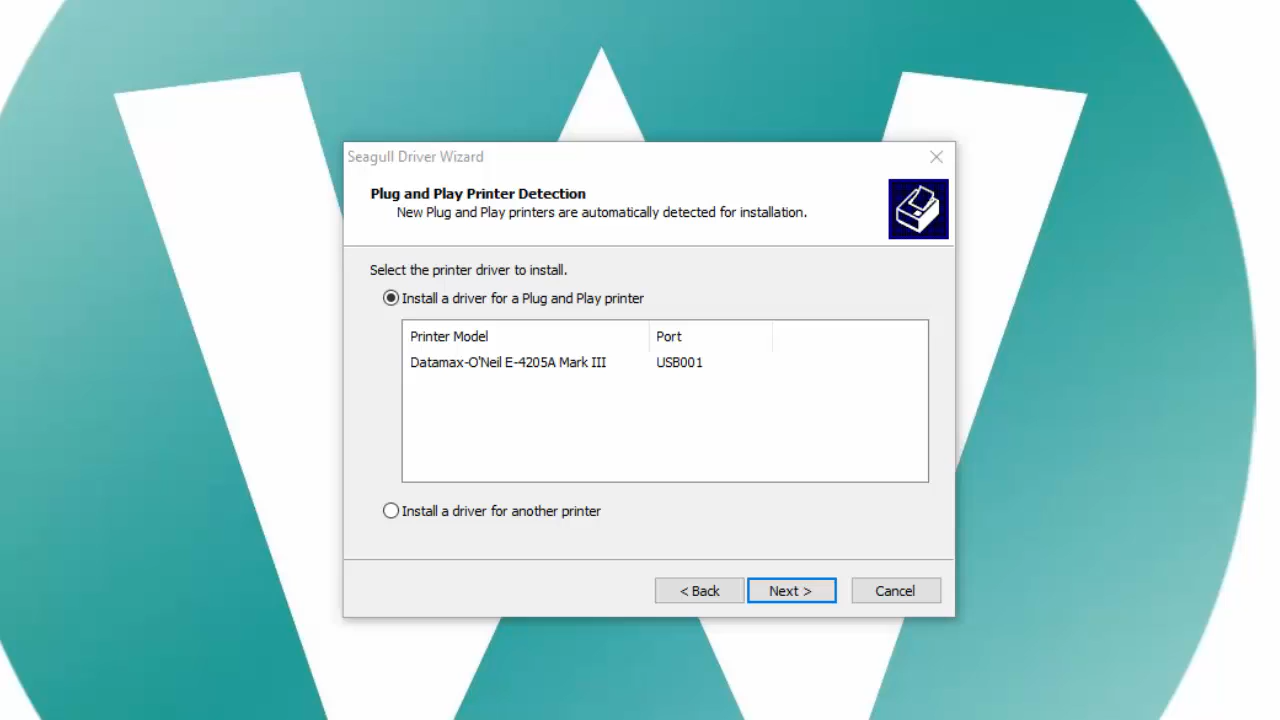 Seagull Driver Wizard
Plug and Play Printer Detection
New Plug and Play printers are automatically detected for installation.
Select the printer driver to install.
Install a driver for a Plug and Play printer
Printer Model Port
Datamax-O'Neil E-4205A Mark III USB001
Install a driver for another printer
< Back Next > Cancel